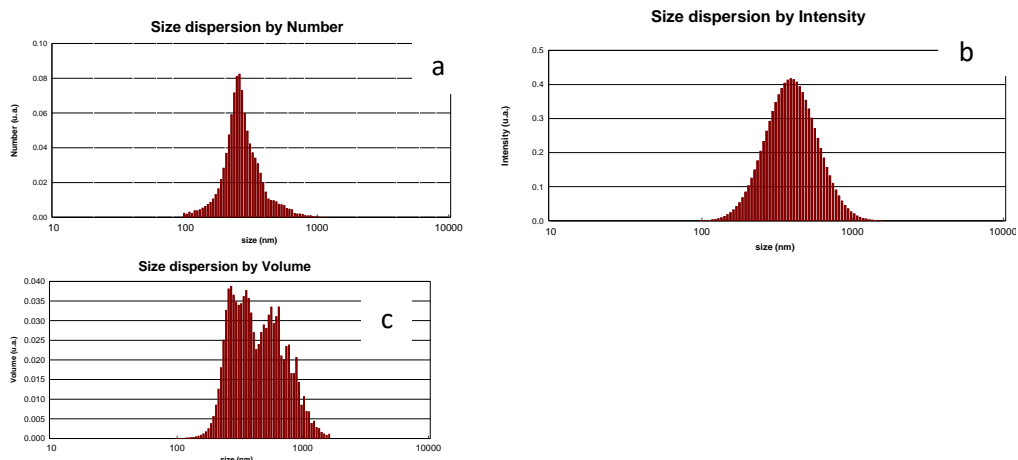 Size dispersion by Number
a
0.10
0.08
0.06
0.04
0.02
0.00
Number (u.a.)
10 100 1000 10000
size (nm)
Size dispersion by Intensity
b
0.5
0.4
0.3
0.2
0.1
0.0
Intensity (u.a.)
10 100 1000 10000
size (nm)
Size dispersion by Volume
c
0.040
0.035
0.030
0.025
0.020
0.015
0.010
0.005
0.000
Volume (u.a.)
10 100 1000 10000
size (nm)